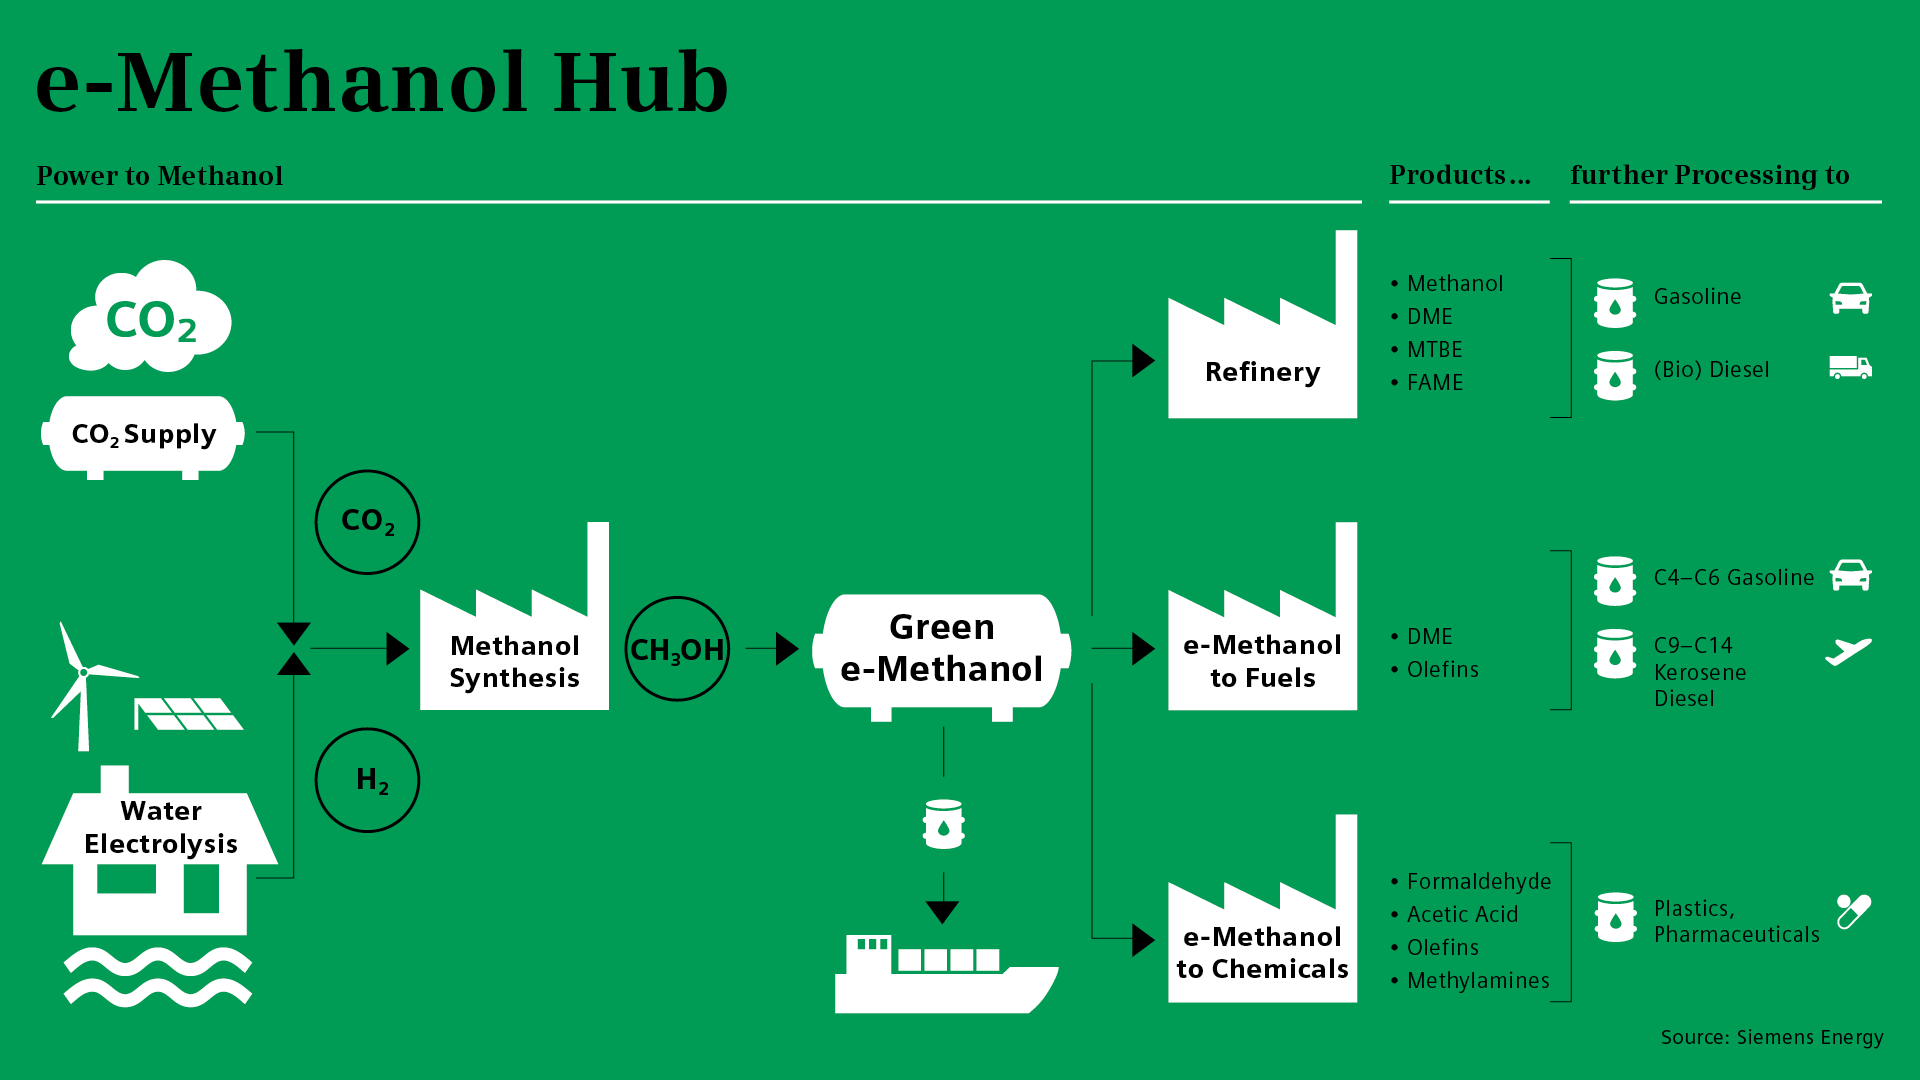 e-Methanol Hub
Power to Methanol
Products...
further Processing to
CO₂
CO₂ Supply
CO₂
Water
Electrolysis
H₂
Methanol
Synthesis
CH₃OH
Green
e-Methanol
Refinery
• Methanol
• DME
• MTBE
• FAME
Gasoline
(Bio) Diesel
e-Methanol
to Fuels
• DME
• Olefins
C4–C6 Gasoline
C9–C14
Kerosene
Diesel
e-Methanol
to Chemicals
• Formaldehyde
• Acetic Acid
• Olefins
• Methylamines
Plastics,
Pharmaceuticals
Source: Siemens Energy